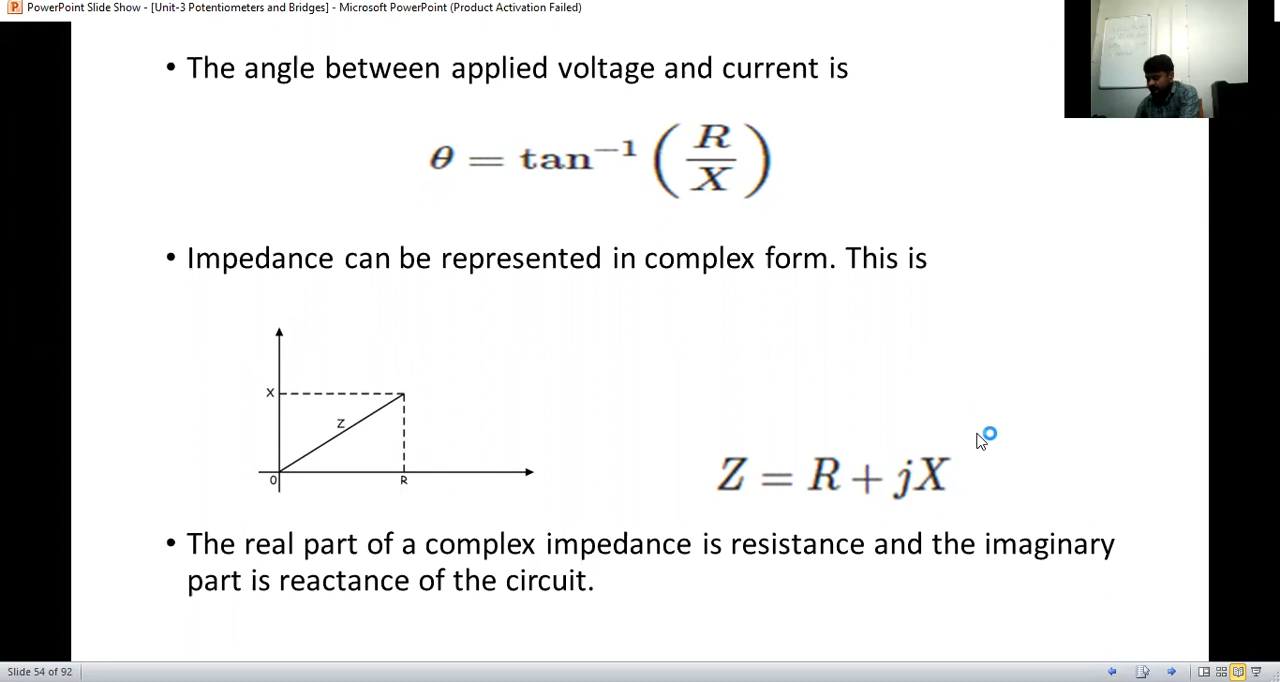 PowerPoint Slide Show - [Unit-3 Potentiometers and Bridges] - Microsoft PowerPoint (Product Activation Failed)
• The angle between applied voltage and current is
θ = tan⁻¹ (R/X)
• Impedance can be represented in complex form. This is
X
Z
0
R
Z = R + jX
• The real part of a complex impedance is resistance and the imaginary
part is reactance of the circuit.
Slide 54 of 92